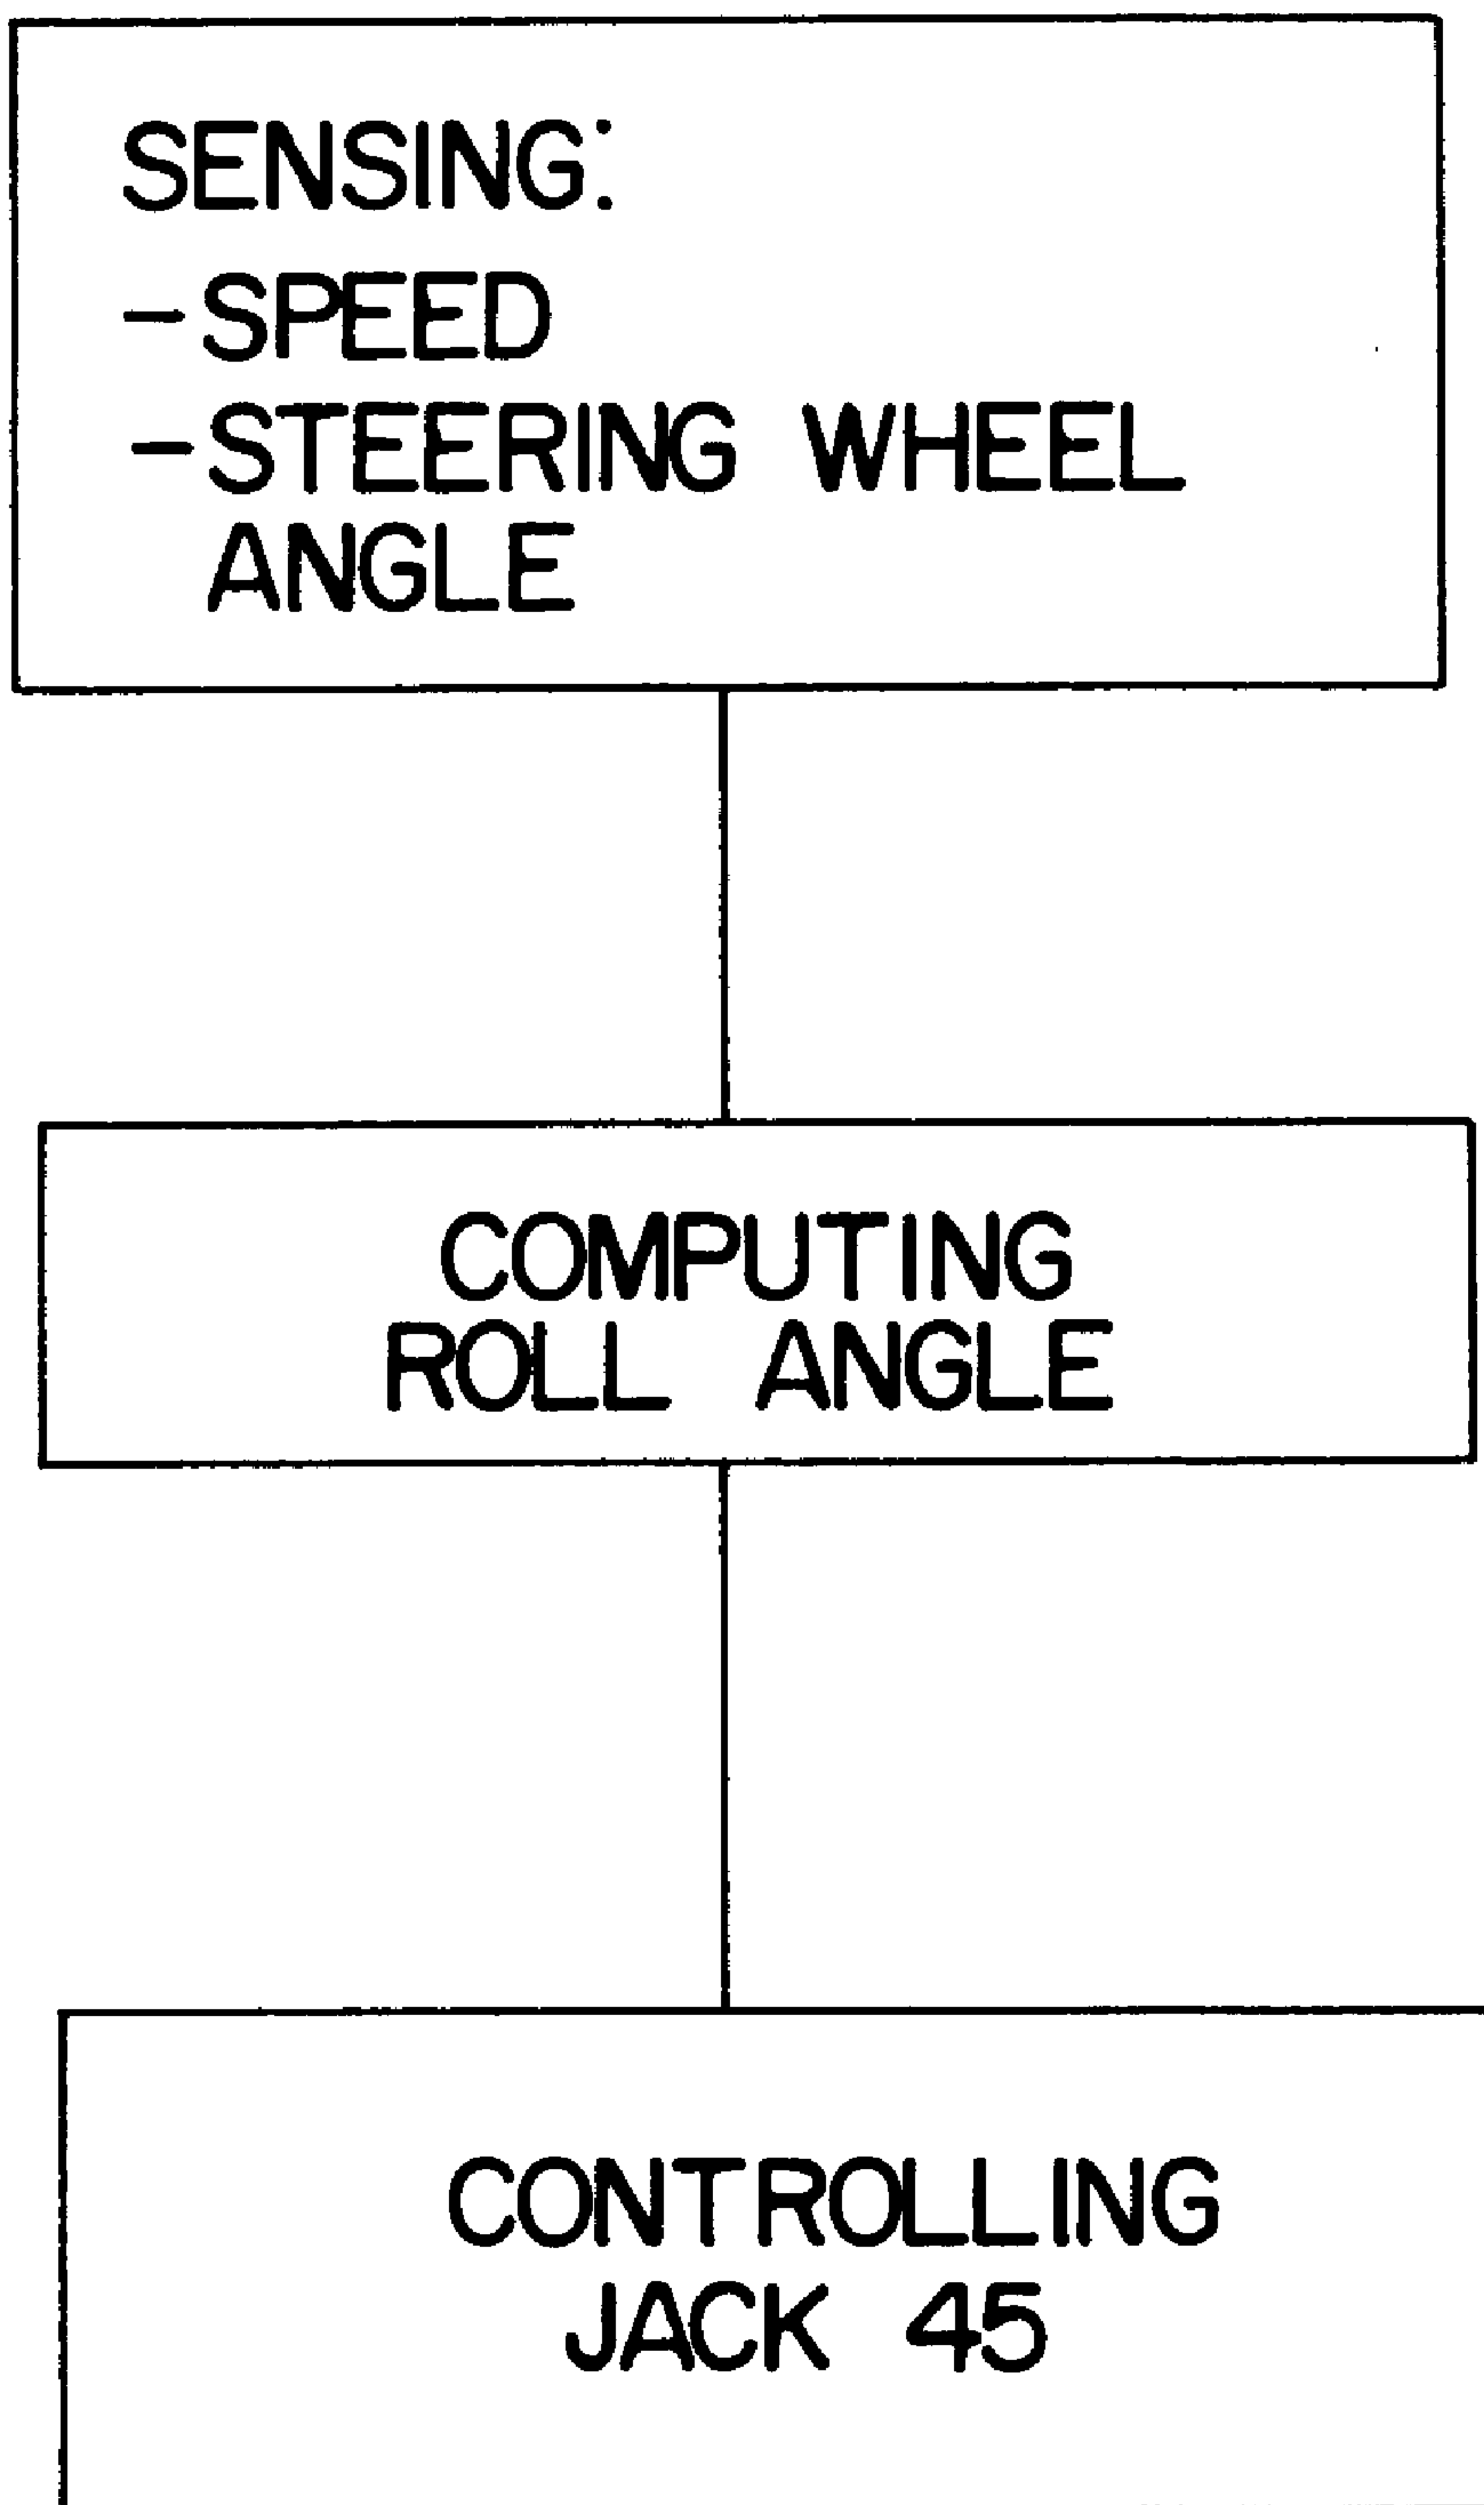 SENSING:
-SPEED
-STEERING WHEEL
ANGLE
COMPUTING
ROLL ANGLE
CONTROLLING
JACK 45